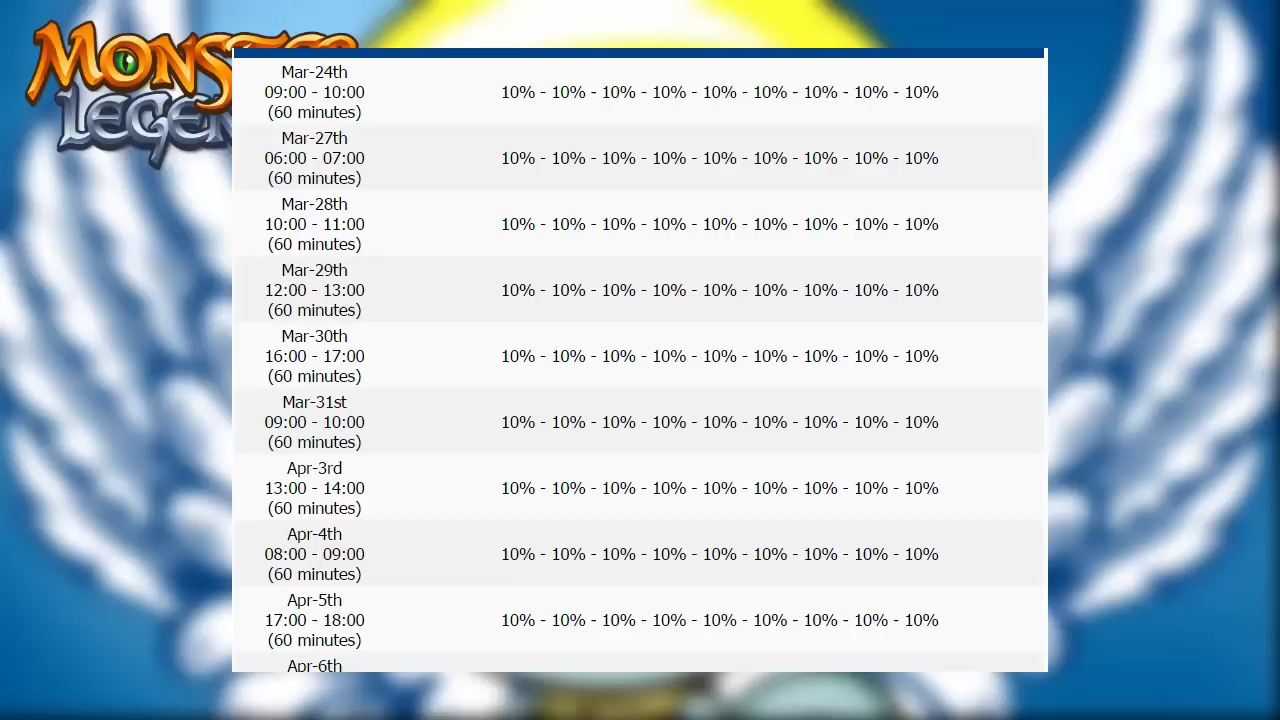 MONSTE
LEGEN
Mar-24th
09:00 - 10:00
(60 minutes)
10% - 10% - 10% - 10% - 10% - 10% - 10% - 10% - 10%
Mar-27th
06:00 - 07:00
(60 minutes)
10% - 10% - 10% - 10% - 10% - 10% - 10% - 10% - 10%
Mar-28th
10:00 - 11:00
(60 minutes)
10% - 10% - 10% - 10% - 10% - 10% - 10% - 10% - 10%
Mar-29th
12:00 - 13:00
(60 minutes)
10% - 10% - 10% - 10% - 10% - 10% - 10% - 10% - 10%
Mar-30th
16:00 - 17:00
(60 minutes)
10% - 10% - 10% - 10% - 10% - 10% - 10% - 10% - 10%
Mar-31st
09:00 - 10:00
(60 minutes)
10% - 10% - 10% - 10% - 10% - 10% - 10% - 10% - 10%
Apr-3rd
13:00 - 14:00
(60 minutes)
10% - 10% - 10% - 10% - 10% - 10% - 10% - 10% - 10%
Apr-4th
08:00 - 09:00
(60 minutes)
10% - 10% - 10% - 10% - 10% - 10% - 10% - 10% - 10%
Apr-5th
17:00 - 18:00
(60 minutes)
10% - 10% - 10% - 10% - 10% - 10% - 10% - 10% - 10%
Apr-6th